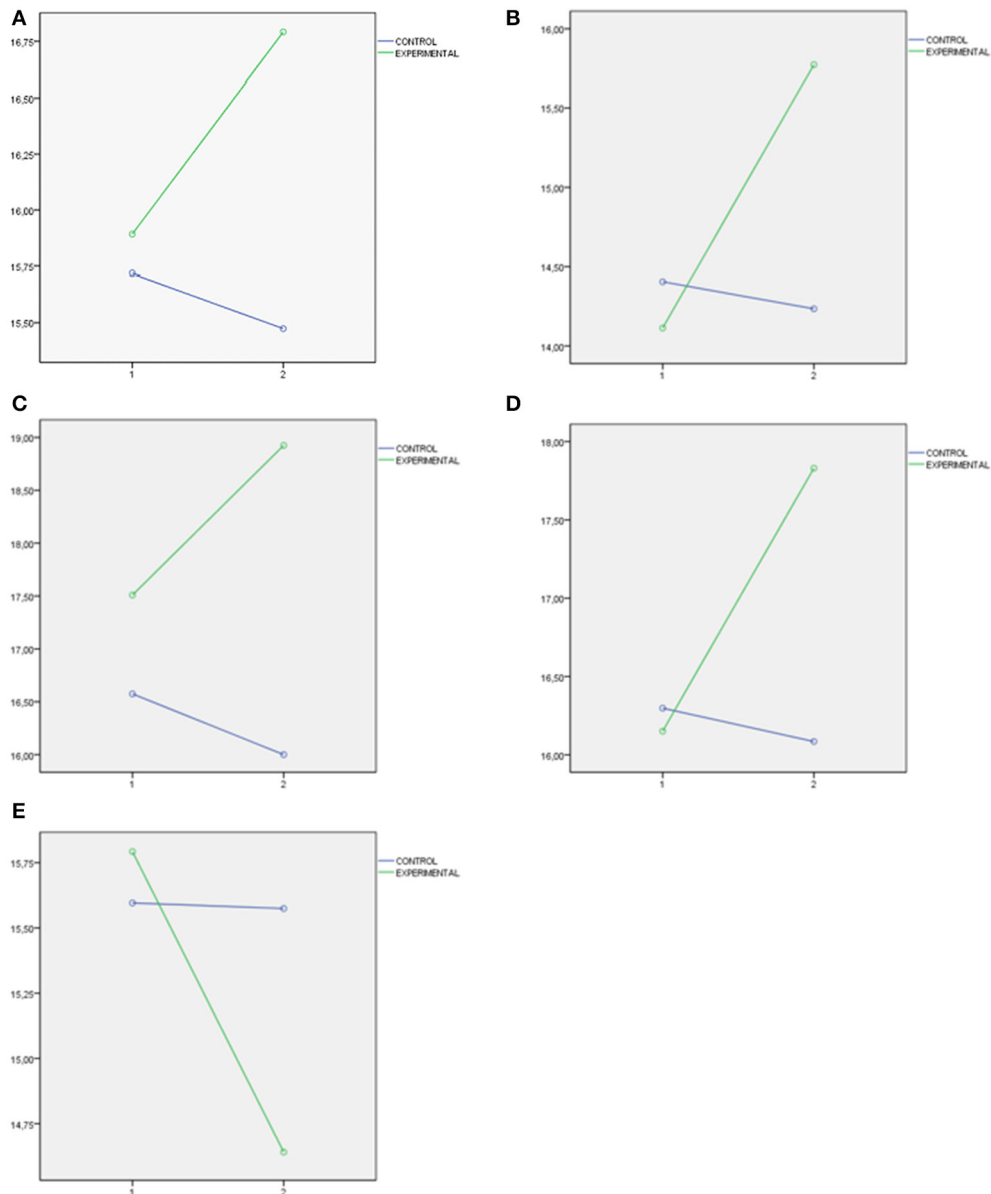 A
16,75
16,50
16,25
16,00
15,75
15,50
1 2
CONTROL
EXPERIMENTAL
B
16,00
15,50
15,00
14,50
14,00
1 2
CONTROL
EXPERIMENTAL
C
19,00
18,50
18,00
17,50
17,00
16,50
16,00
1 2
CONTROL
EXPERIMENTAL
D
18,00
17,50
17,00
16,50
16,00
1 2
CONTROL
EXPERIMENTAL
E
15,75
15,50
15,25
15,00
14,75
1 2
CONTROL
EXPERIMENTAL